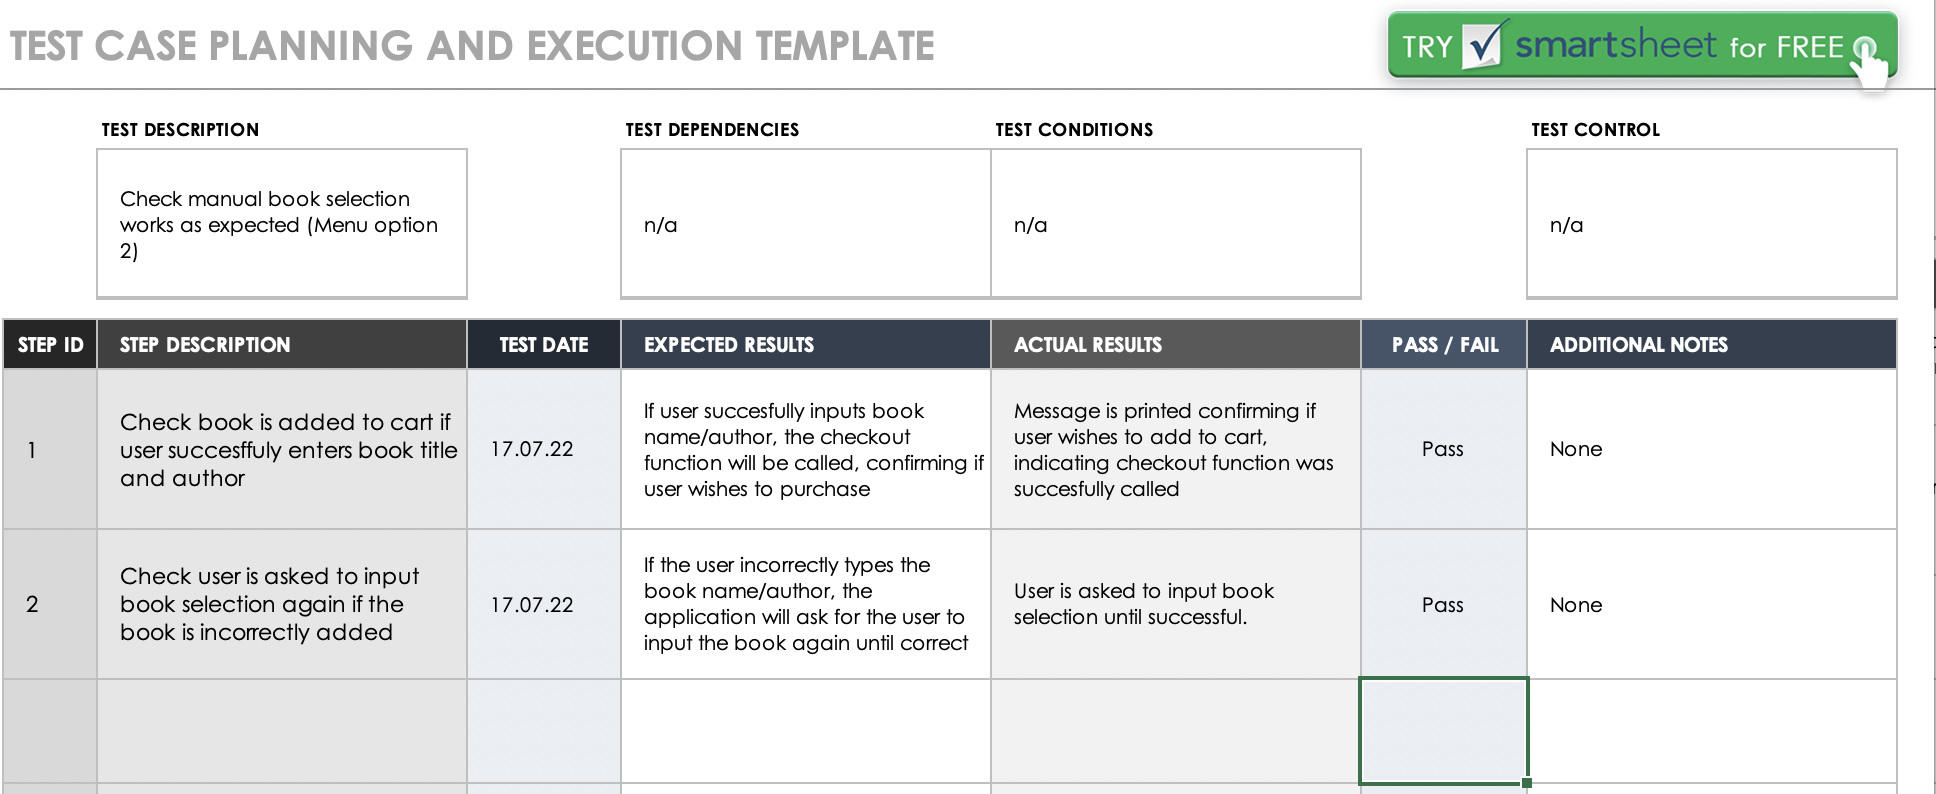 TEST CASE PLANNING AND EXECUTION TEMPLATE
TRY smartsheet for FREE
TEST DESCRIPTION
TEST DEPENDENCIES
TEST CONDITIONS
TEST CONTROL
Check manual book selection
works as expected (Menu option
2)
n/a
n/a
n/a
STEP ID
STEP DESCRIPTION
TEST DATE
EXPECTED RESULTS
ACTUAL RESULTS
PASS / FAIL
ADDITIONAL NOTES
1
Check book is added to cart if
user succesffuly enters book title
and author
17.07.22
If user succesfully inputs book
name/author, the checkout
function will be called, confirming if
user wishes to purchase
Message is printed confirming if
user wishes to add to cart,
indicating checkout function was
succesfully called
Pass
None
2
Check user is asked to input
book selection again if the
book is incorrectly added
17.07.22
If the user incorrectly types the
book name/author, the
application will ask for the user to
input the book again until correct
User is asked to input book
selection until successful.
Pass
None